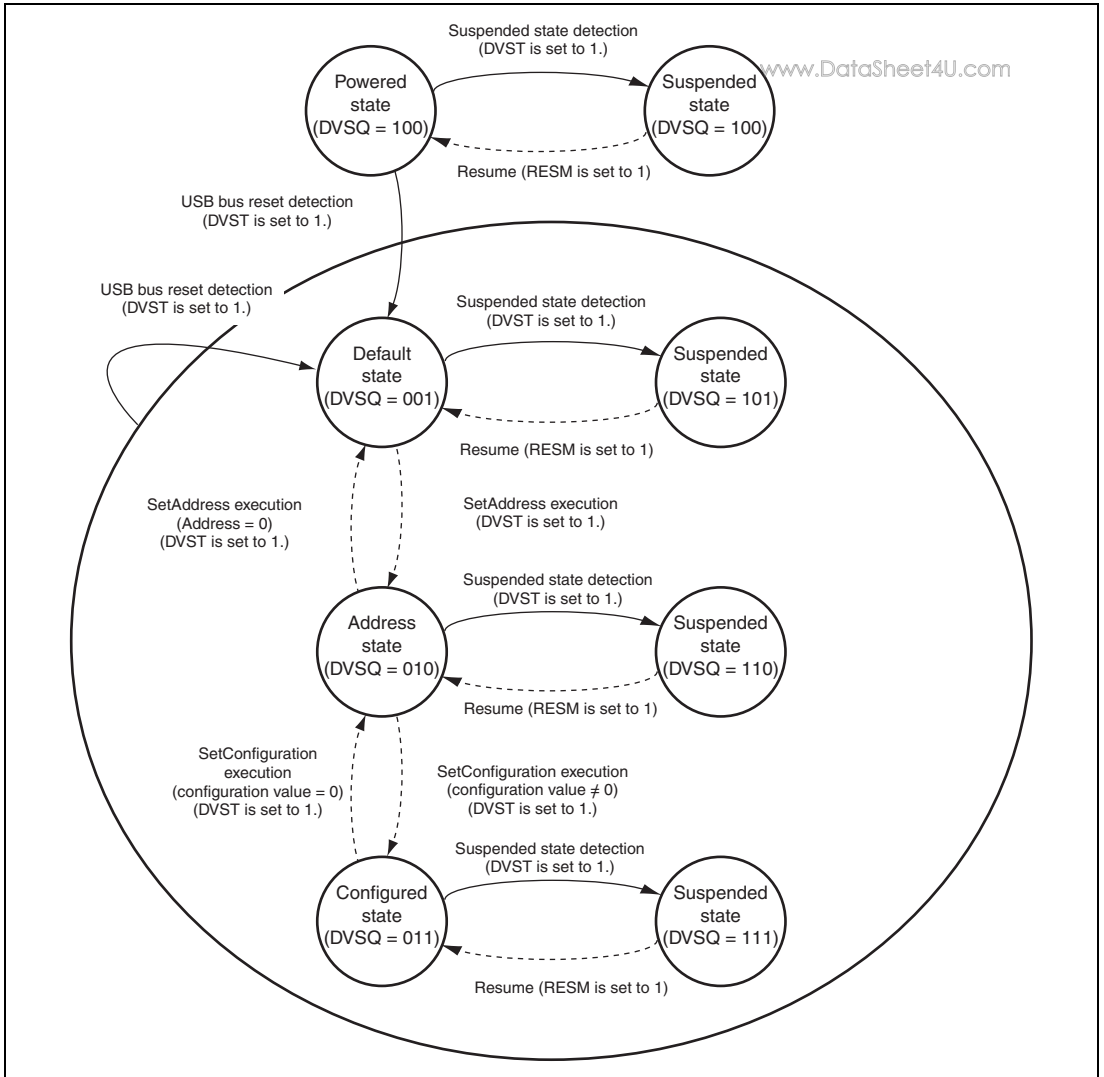 Suspended state detection
(DVST is set to 1.)
www.DataSheet4U.com
Powered
state
(DVSQ = 100)
Suspended
state
(DVSQ = 100)
Resume (RESM is set to 1)
USB bus reset detection
(DVST is set to 1.)
USB bus reset detection
(DVST is set to 1.)
Suspended state detection
(DVST is set to 1.)
Default
state
(DVSQ = 001)
Suspended
state
(DVSQ = 101)
Resume (RESM is set to 1)
SetAddress execution
(Address = 0)
(DVST is set to 1.)
SetAddress execution
(DVST is set to 1.)
Suspended state detection
(DVST is set to 1.)
Address
state
(DVSQ = 010)
Suspended
state
(DVSQ = 110)
Resume (RESM is set to 1)
SetConfiguration
execution
(configuration value = 0)
(DVST is set to 1.)
SetConfiguration execution
(configuration value ≠ 0)
(DVST is set to 1.)
Suspended state detection
(DVST is set to 1.)
Configured
state
(DVSQ = 011)
Suspended
state
(DVSQ = 111)
Resume (RESM is set to 1)